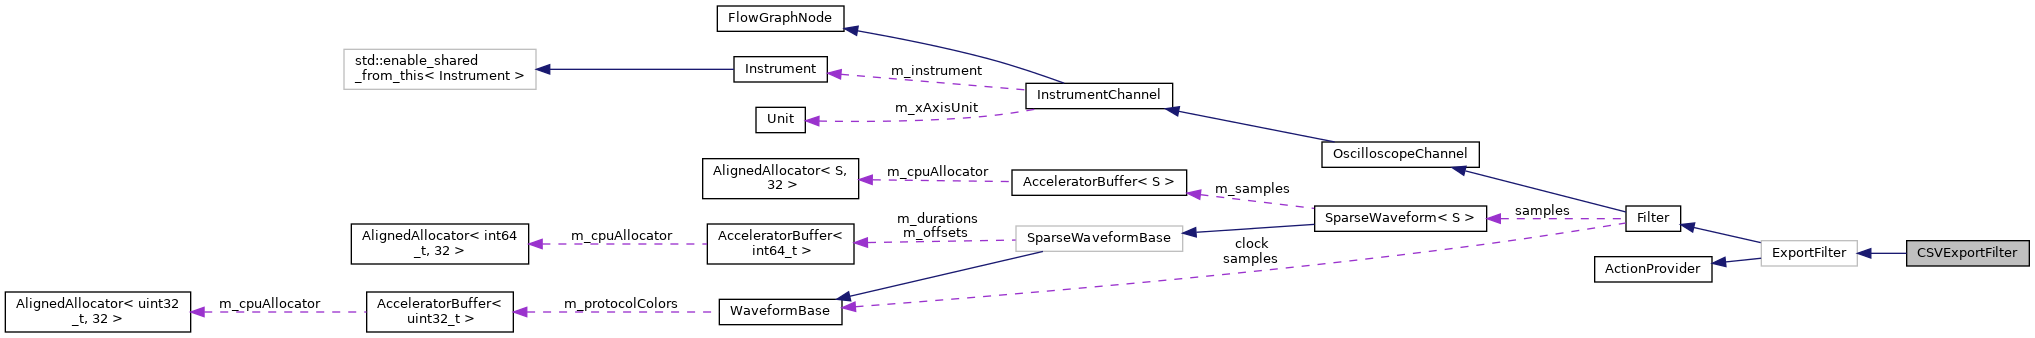 FlowGraphNode
std::enable_shared
_from_this< Instrument >
Instrument
m_instrument
InstrumentChannel
m_xAxisUnit
Unit
OscilloscopeChannel
AlignedAllocator< S,
32 >
m_cpuAllocator
AcceleratorBuffer< S >
m_samples
SparseWaveform< S >
samples
Filter
AlignedAllocator< int64
_t, 32 >
m_cpuAllocator
AcceleratorBuffer<
int64_t >
m_durations
m_offsets
SparseWaveformBase
clock
samples
ExportFilter
CSVExportFilter
ActionProvider
AlignedAllocator< uint32
_t, 32 >
m_cpuAllocator
AcceleratorBuffer<
uint32_t >
m_protocolColors
WaveformBase